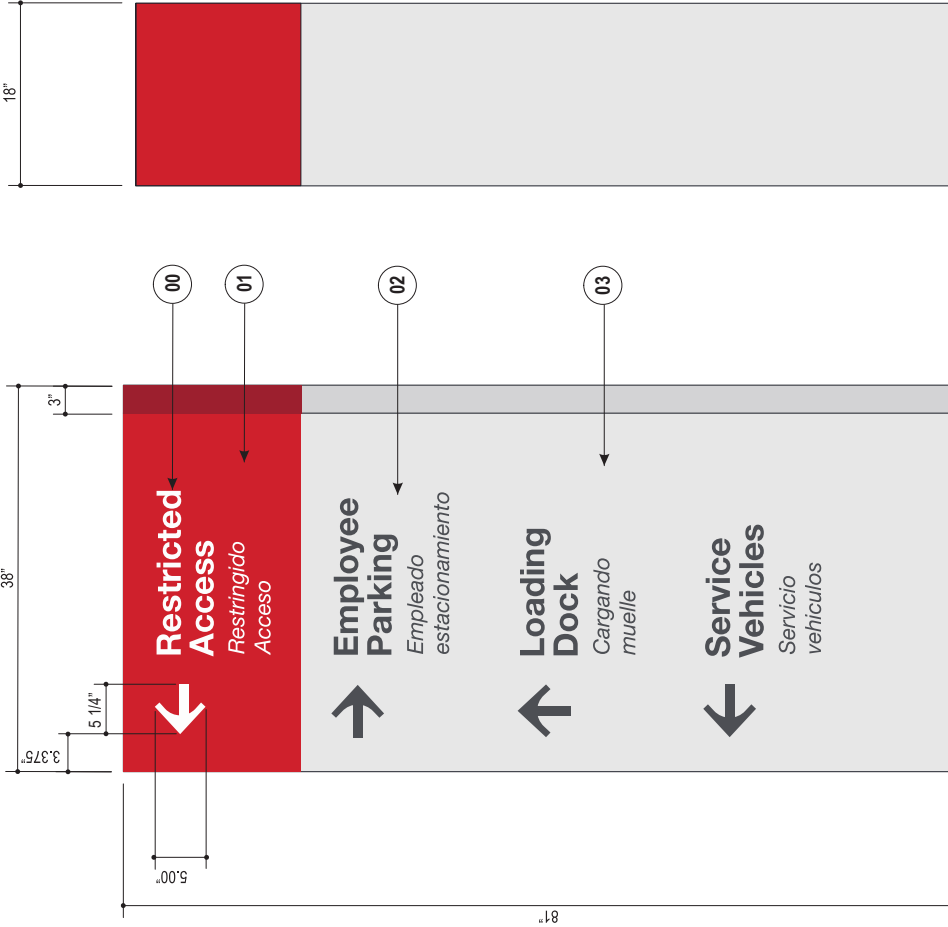 18"
38"
3"
00
01
02
03
Restricted
Access
Restringido
Acceso
Employee
Parking
Empleado
estacionamiento
Loading
Dock
Cargando
muelle
Service
Vehicles
Servicio
vehiculos
5 1/4"
3.375"
5.00"
81"